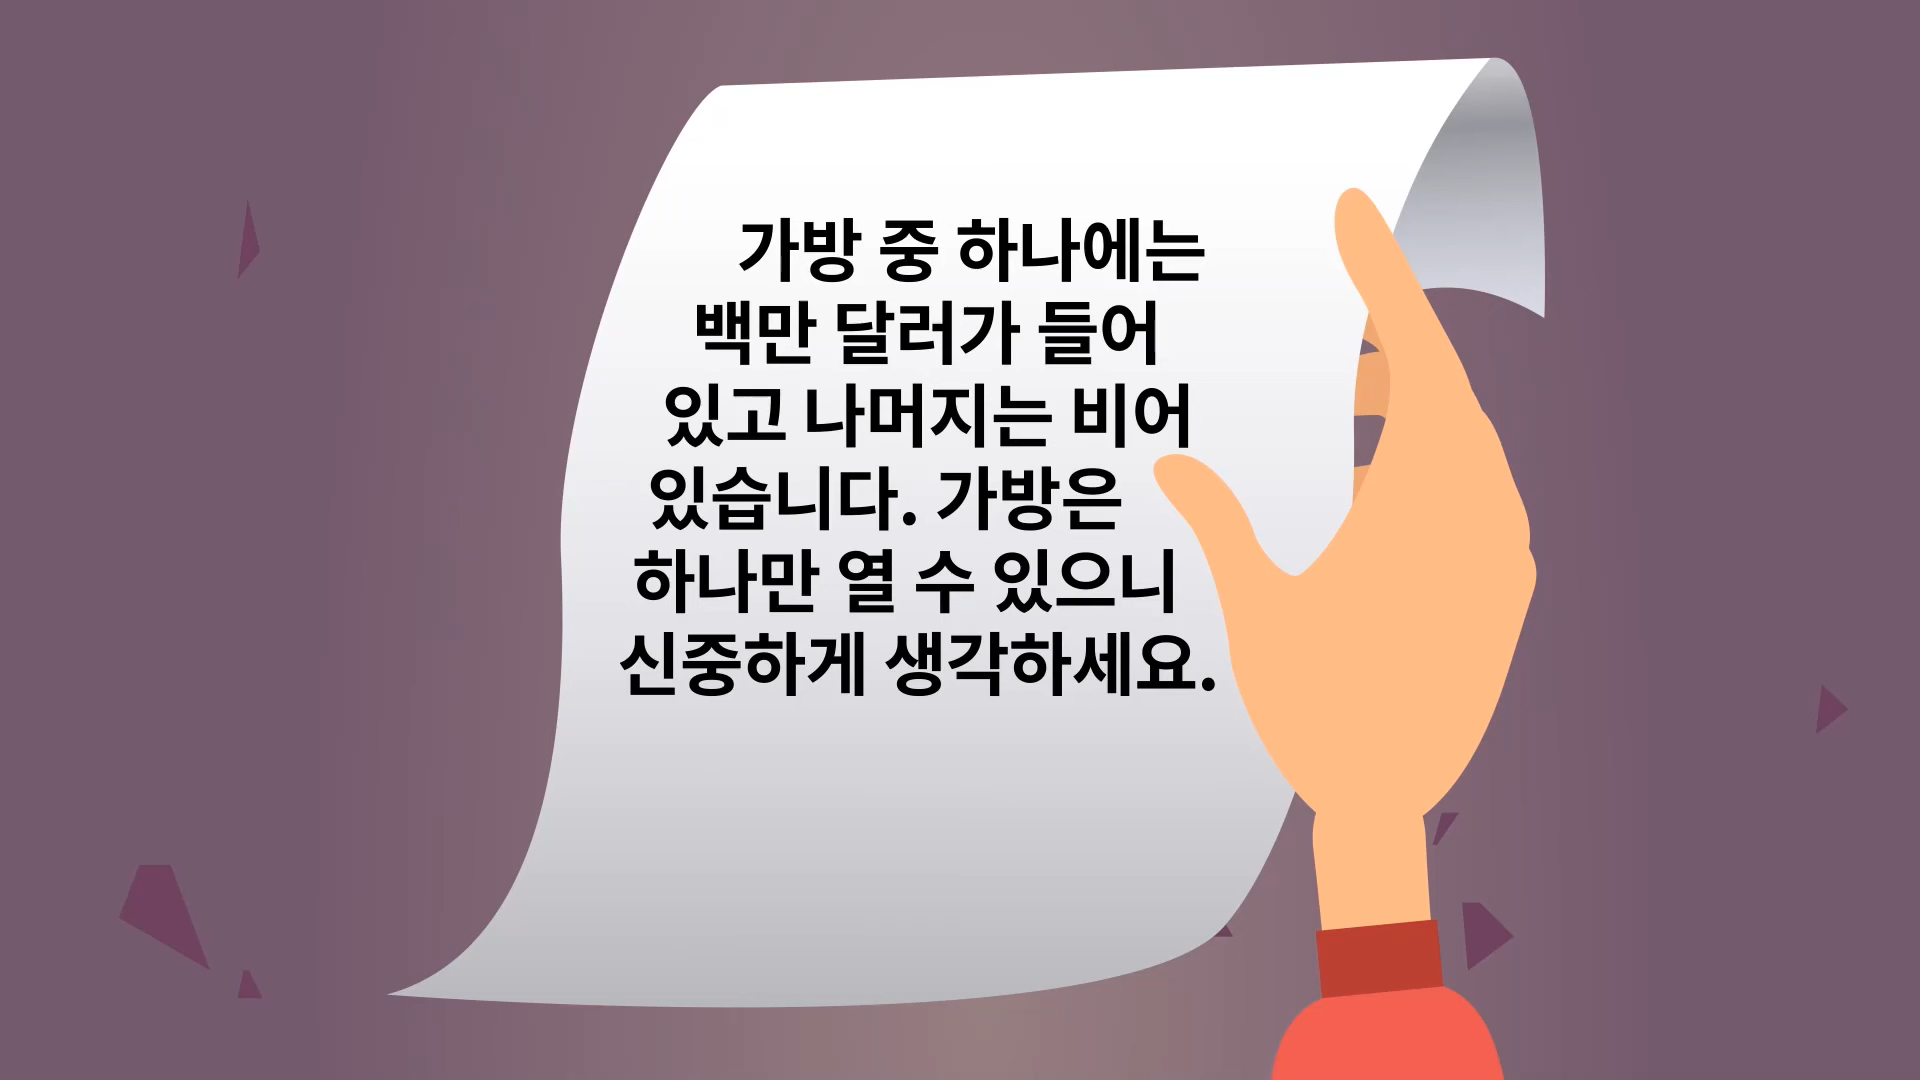 가방 중 하나에는
백만 달러가 들어
있고 나머지는 비어
있습니다. 가방은
하나만 열 수 있으니
신중하게 생각하세요.